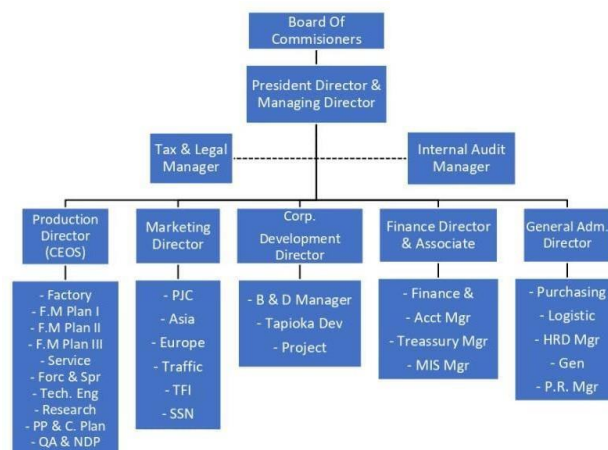 Board Of
Commisioners
President Director &
Managing Director
Tax & Legal
Manager
Internal Audit
Manager
Production
Director
(CEOS)
Marketing
Director
Corp.
Development
Director
Finance Director
& Associate
General Adm.
Director
- Factory
- F.M Plan I
- F.M Plan II
- F.M Plan III
- Service
- Forc & Spr
- Tech. Eng
- Research
- PP & C. Plan
- QA & NDP
- PJC
- Asia
- Europe
- Traffic
- TFI
- SSN
- B & D Manager
- Tapioka Dev
- Project
- Finance &
- Acct Mgr
- Treassury Mgr
- MIS Mgr
- Purchasing
- Logistic
- HRD Mgr
- Gen
- P.R. Mgr